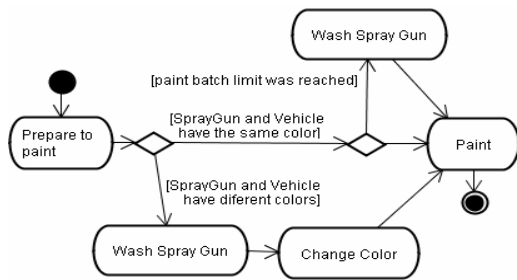 Wash Spray Gun
[paint batch limit was reached]
[SprayGun and Vehicle
have the same color]
Prepare to
paint
Paint
[SprayGun and Vehicle
have diferent colors]
Wash Spray Gun
Change Color